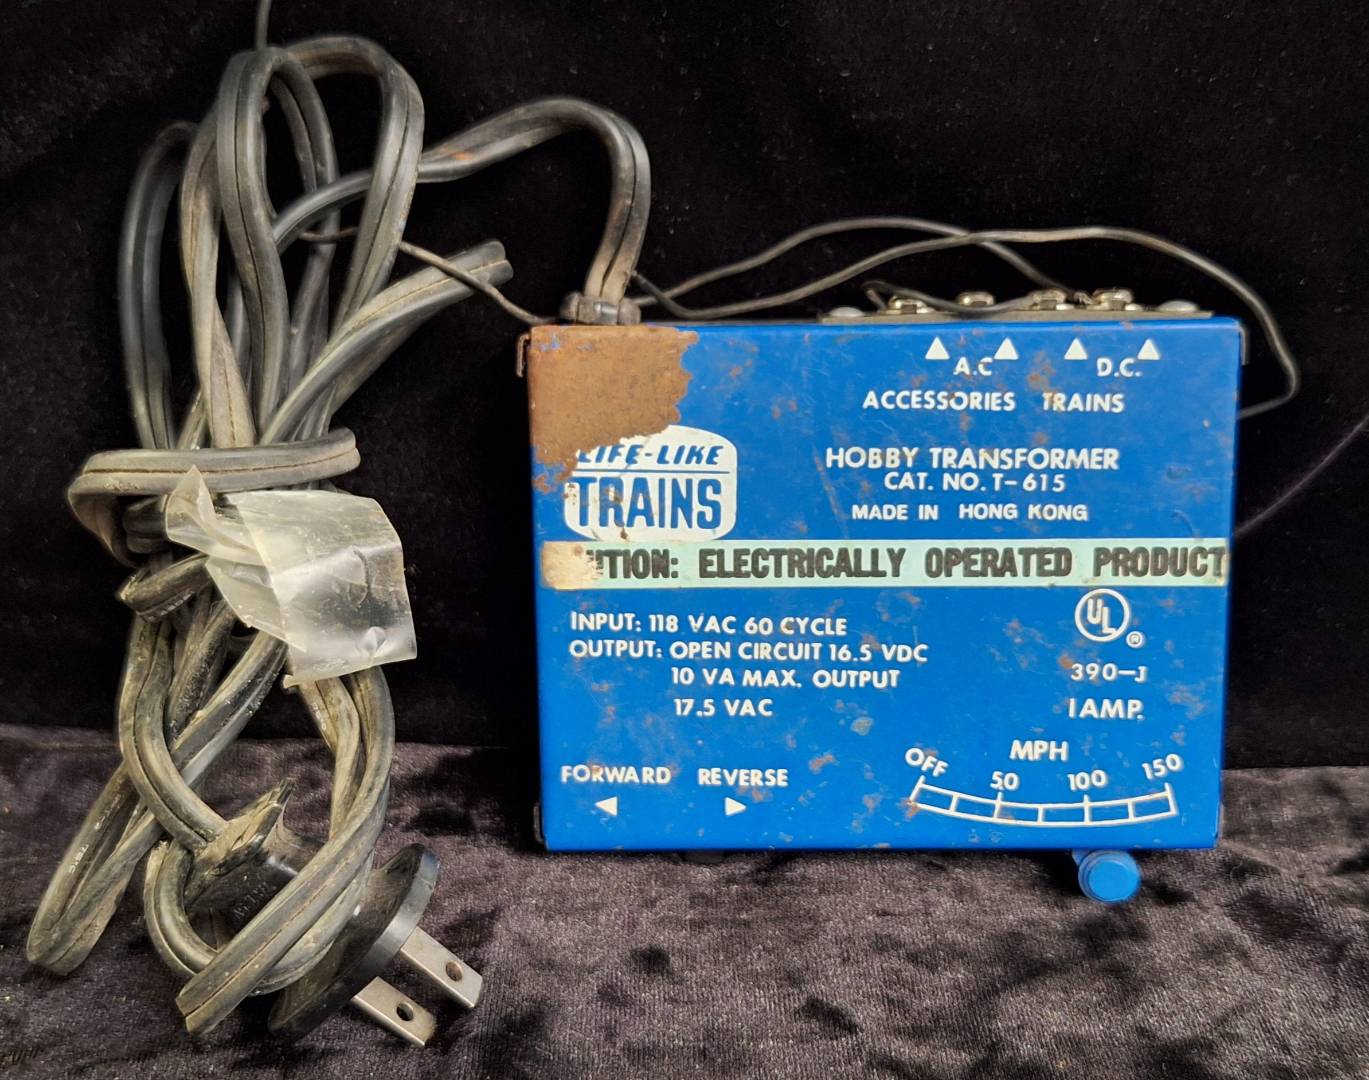 A.C D.C.
ACCESSORIES TRAINS
LIFE-LIKE
TRAINS
HOBBY TRANSFORMER
CAT. NO. T-615
MADE IN HONG KONG
UTION: ELECTRICALLY OPERATED PRODUCT
INPUT: 118 VAC 60 CYCLE
OUTPUT: OPEN CIRCUIT 16.5 VDC
10 VA MAX. OUTPUT
17.5 VAC
UL ®
390-J
1 AMP.
FORWARD REVERSE
MPH
OFF 50 100 150